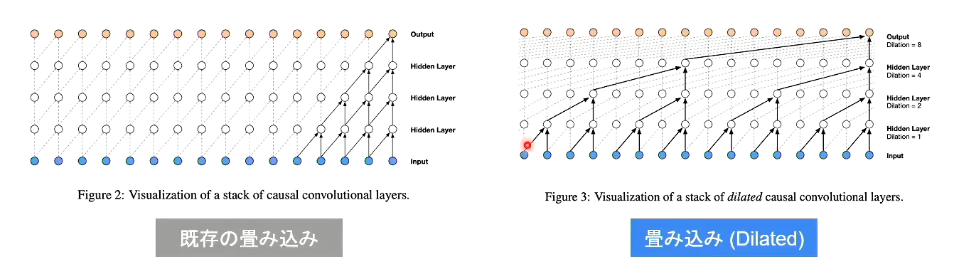 Output
Hidden Layer
Hidden Layer
Hidden Layer
Input
Figure 2: Visualization of a stack of causal convolutional layers.
既存の畳み込み
Output
Dilation = 8
Hidden Layer
Dilation = 4
Hidden Layer
Dilation = 2
Hidden Layer
Dilation = 1
Input
Figure 3: Visualization of a stack of dilated causal convolutional layers.
畳み込み (Dilated)